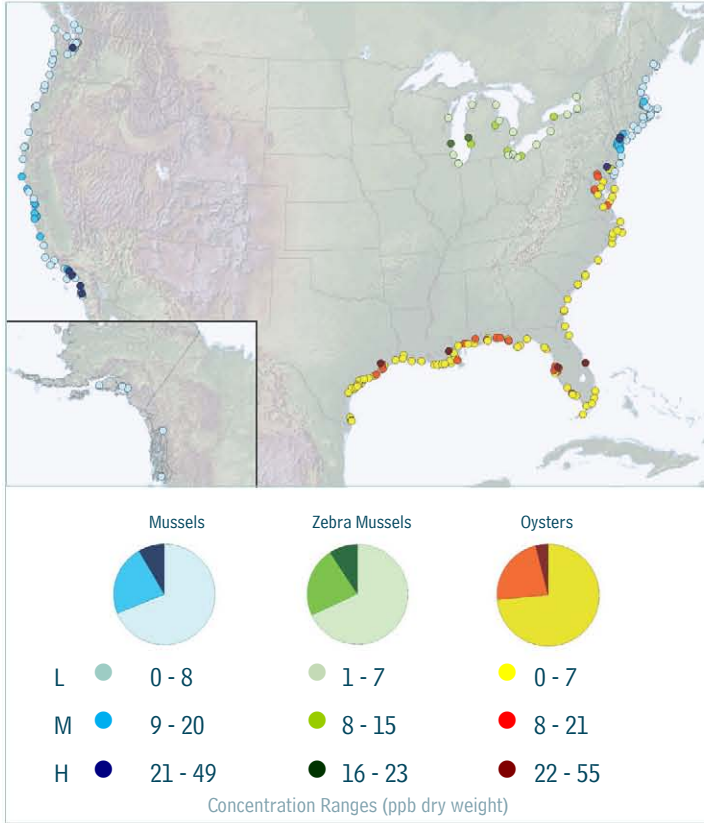 Mussels Zebra Mussels Oysters
L 0 - 8 1 - 7 0 - 7
M 9 - 20 8 - 15 8 - 21
H 21 - 49 16 - 23 22 - 55
Concentration Ranges (ppb dry weight)